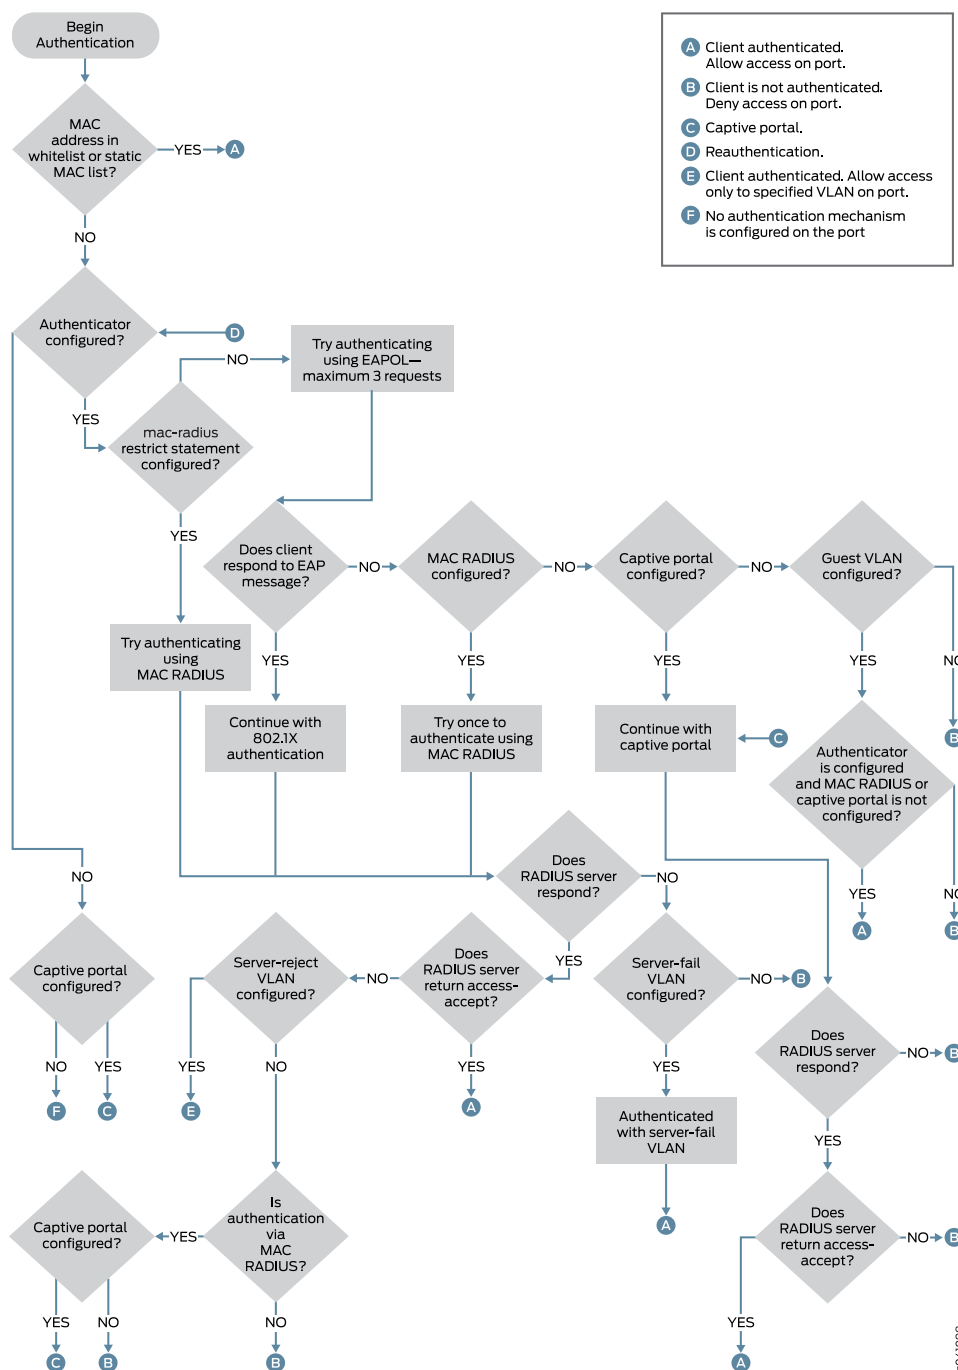 Begin
Authentication
A Client authenticated.
Allow access on port.
B Client is not authenticated.
Deny access on port.
C Captive portal.
D Reauthentication.
E Client authenticated. Allow access
only to specified VLAN on port.
F No authentication mechanism
is configured on the port
MAC
address in
whitelist or static
MAC list?
YES
A
NO
Authenticator
configured?
D
NO
Try authenticating
using EAPOL—
maximum 3 requests
YES
mac-radius
restrict statement
configured?
YES
Does client
respond to EAP
message?
NO
MAC RADIUS
configured?
NO
Captive portal
configured?
NO
Guest VLAN
configured?
NO
B
Try authenticating
using
MAC RADIUS
YES
YES
YES
YES
Continue with
802.1X
authentication
Try once to
authenticate using
MAC RADIUS
Continue with
captive portal
C
Authenticator
is configured
and MAC RADIUS or
captive portal is not
configured?
YES
A
NO
B
NO
Does
RADIUS server
respond?
NO
YES
Captive portal
configured?
Server-reject
VLAN
configured?
NO
Does
RADIUS server
return access-
accept?
Server-fail
VLAN
configured?
NO
B
Does
RADIUS server
respond?
NO
B
NO
YES
F
C
YES
E
NO
YES
A
YES
Authenticated
with server-fail
VLAN
A
YES
Captive portal
configured?
YES
Is
authentication
via
MAC
RADIUS?
Does
RADIUS server
return access-
accept?
NO
B
YES
NO
C
B
NO
B
YES
A